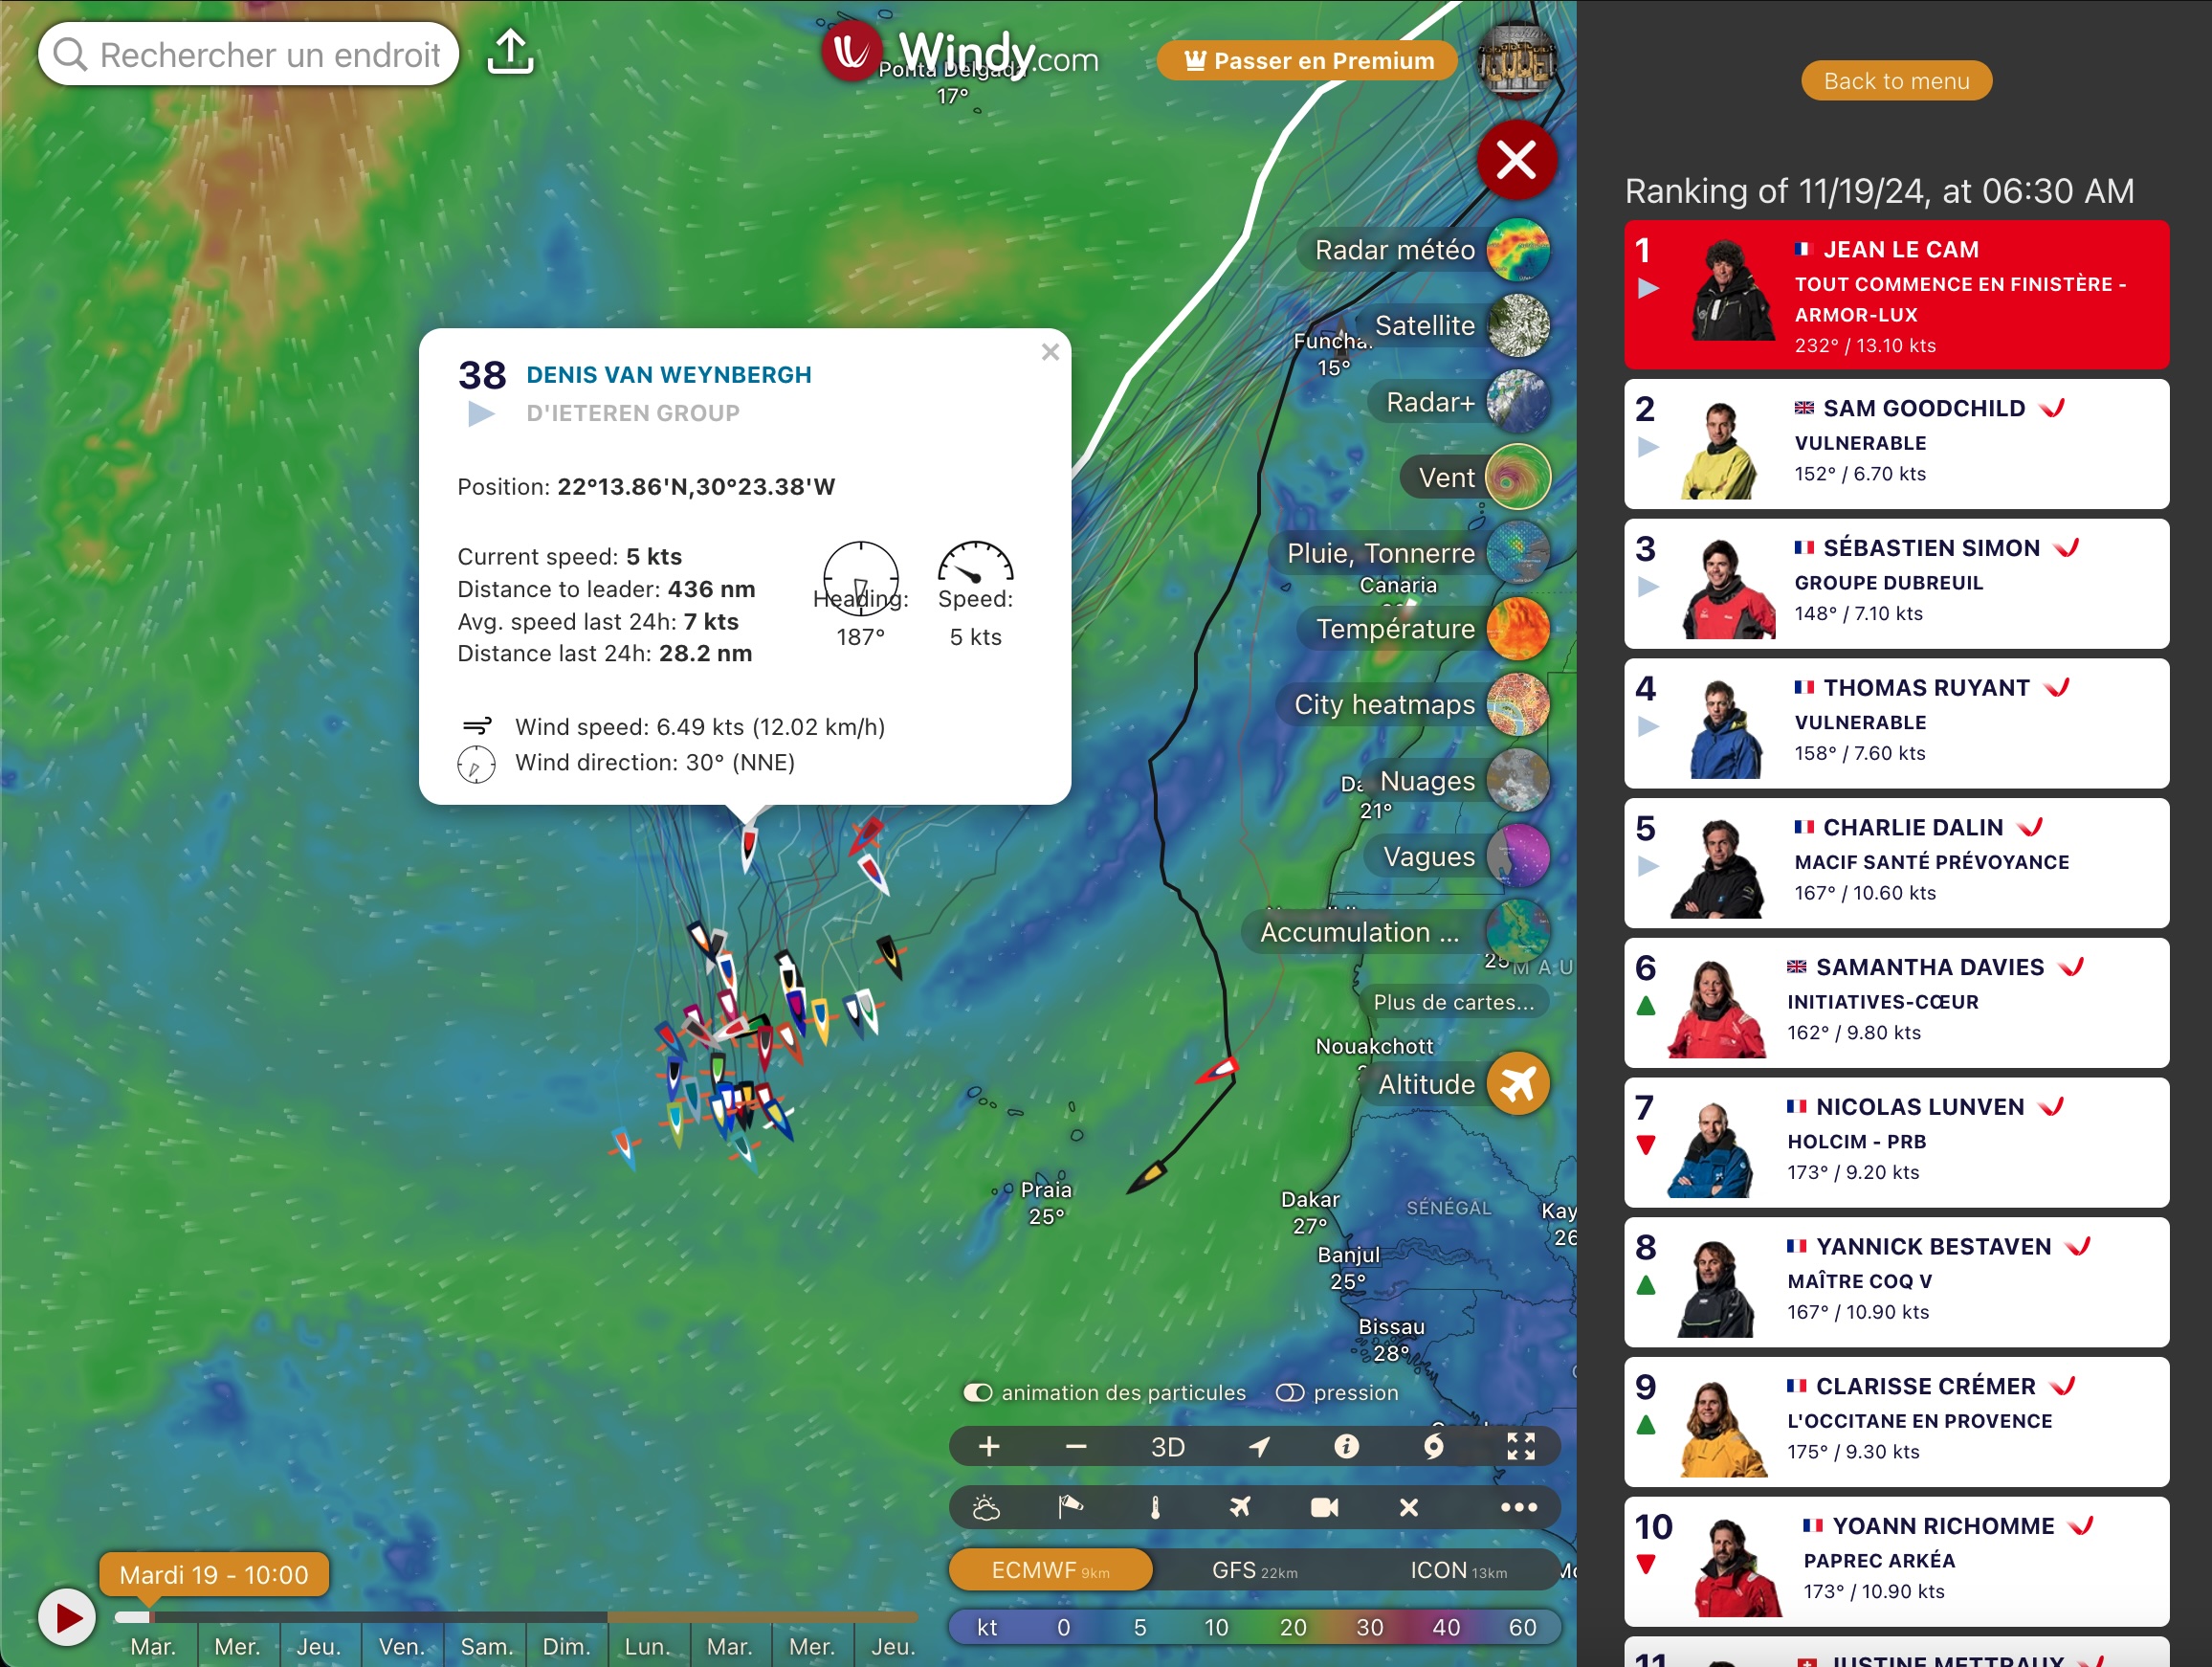 Rechercher un endroit
Windy.com
Ponta Delgada
17°
Passer en Premium
Radar météo
Satellite
Funchal
15°
Radar+
Vent
Pluie, Tonnerre
Canaria
Température
City heatmaps
Nuages
21°
Vagues
Accumulation ...
25
MAU
Plus de cartes...
Nouakchott
Altitude
38 DENIS VAN WEYNBERGH
D'IETEREN GROUP
Position: 22°13.86'N,30°23.38'W
Current speed: 5 kts
Distance to leader: 436 nm
Avg. speed last 24h: 7 kts
Distance last 24h: 28.2 nm
Heading:
187°
Speed:
5 kts
Wind speed: 6.49 kts (12.02 km/h)
Wind direction: 30° (NNE)
Praia
25°
Dakar
27°
SÉNÉGAL
Kay
26
Banjul
25°
Bissau
28°
animation des particules
pression
3D
ECMWF 9km
GFS 22km
ICON 13km
kt 0 5 10 20 30 40 60
Mardi 19 - 10:00
Mar. Mer. Jeu. Ven. Sam. Dim. Lun. Mar. Mer. Jeu.
Back to menu
Ranking of 11/19/24, at 06:30 AM
1 JEAN LE CAM
TOUT COMMENCE EN FINISTÈRE -
ARMOR-LUX
232° / 13.10 kts
2 SAM GOODCHILD
VULNERABLE
152° / 6.70 kts
3 SÉBASTIEN SIMON
GROUPE DUBREUIL
148° / 7.10 kts
4 THOMAS RUYANT
VULNERABLE
158° / 7.60 kts
5 CHARLIE DALIN
MACIF SANTÉ PRÉVOYANCE
167° / 10.60 kts
6 SAMANTHA DAVIES
INITIATIVES-CŒUR
162° / 9.80 kts
7 NICOLAS LUNVEN
HOLCIM - PRB
173° / 9.20 kts
8 YANNICK BESTAVEN
MAÎTRE COQ V
167° / 10.90 kts
9 CLARISSE CRÉMER
L'OCCITANE EN PROVENCE
175° / 9.30 kts
10 YOANN RICHOMME
PAPREC ARKÉA
173° / 10.90 kts
11 JUSTINE METTRAUX